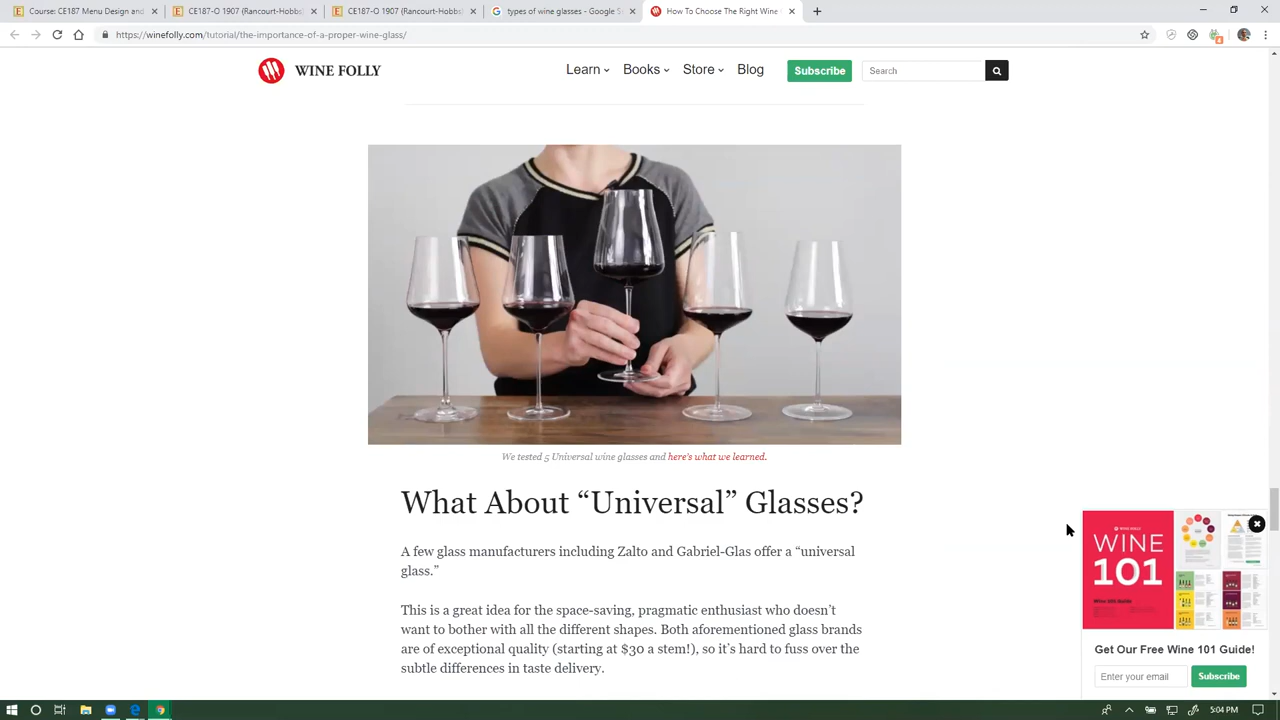 Course: CE187 Menu Design and
CE187-O 1907 (Rancourt-Hobbs
CE187-O 1907 (Rancourt-Hobbs
types of wine glasses - Google S
How To Choose The Right Wine
https://winefolly.com/tutorial/the-importance-of-a-proper-wine-glass/
WINE FOLLY
Learn Books Store Blog Subscribe Search
We tested 5 Universal wine glasses and here's what we learned.
What About “Universal” Glasses?
A few glass manufacturers including Zalto and Gabriel-Glas offer a “universal
glass.”
This is a great idea for the space-saving, pragmatic enthusiast who doesn’t
want to bother with all the different shapes. Both aforementioned glass brands
are of exceptional quality (starting at $30 a stem!), so it’s hard to fuss over the
subtle differences in taste delivery.
WINE FOLLY
WINE
101
Get Our Free Wine 101 Guide!
Enter your email Subscribe
5:04 PM